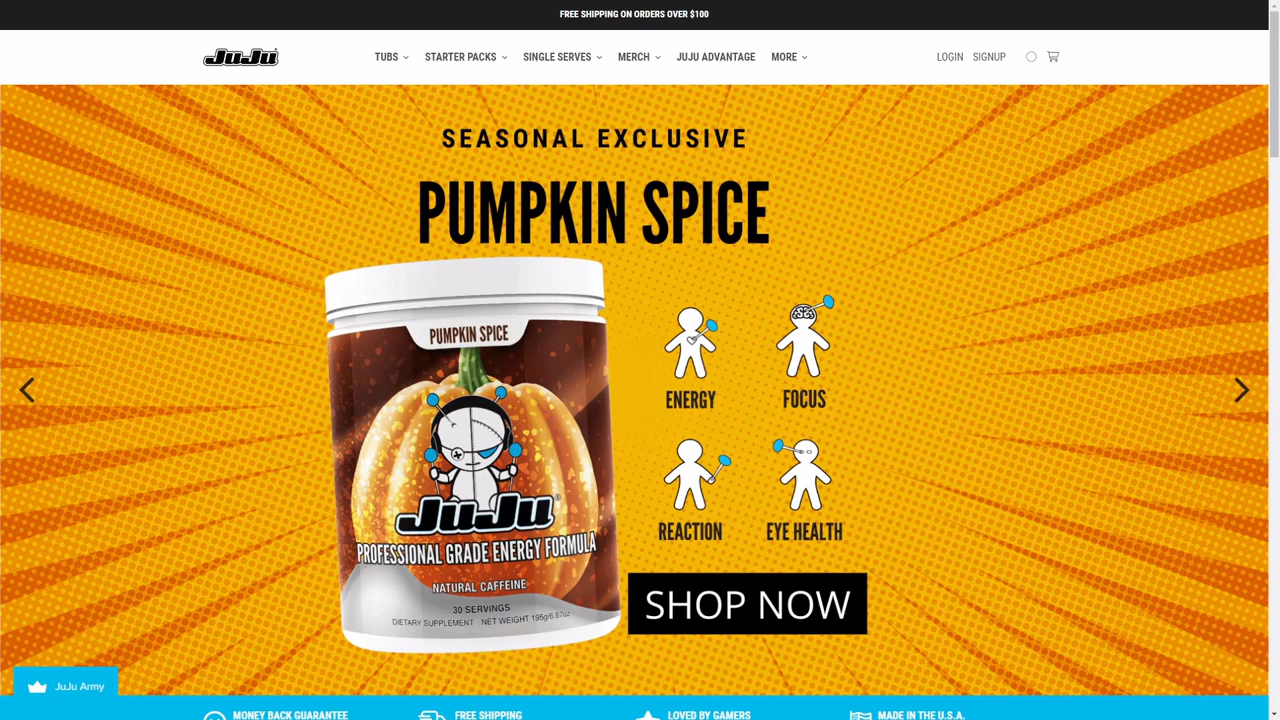 FREE SHIPPING ON ORDERS OVER $100
JuJu
TUBS
STARTER PACKS
SINGLE SERVES
MERCH
JUJU ADVANTAGE
MORE
LOGIN
SIGNUP
SEASONAL EXCLUSIVE
PUMPKIN SPICE
PUMPKIN SPICE
JuJu®
PROFESSIONAL GRADE ENERGY FORMULA
NATURAL CAFFEINE
30 SERVINGS
DIETARY SUPPLEMENT NET WEIGHT 195g/6.87oz
ENERGY
FOCUS
REACTION
EYE HEALTH
SHOP NOW
JuJu Army
MONEY BACK GUARANTEE
FREE SHIPPING
LOVED BY GAMERS
MADE IN THE U.S.A.